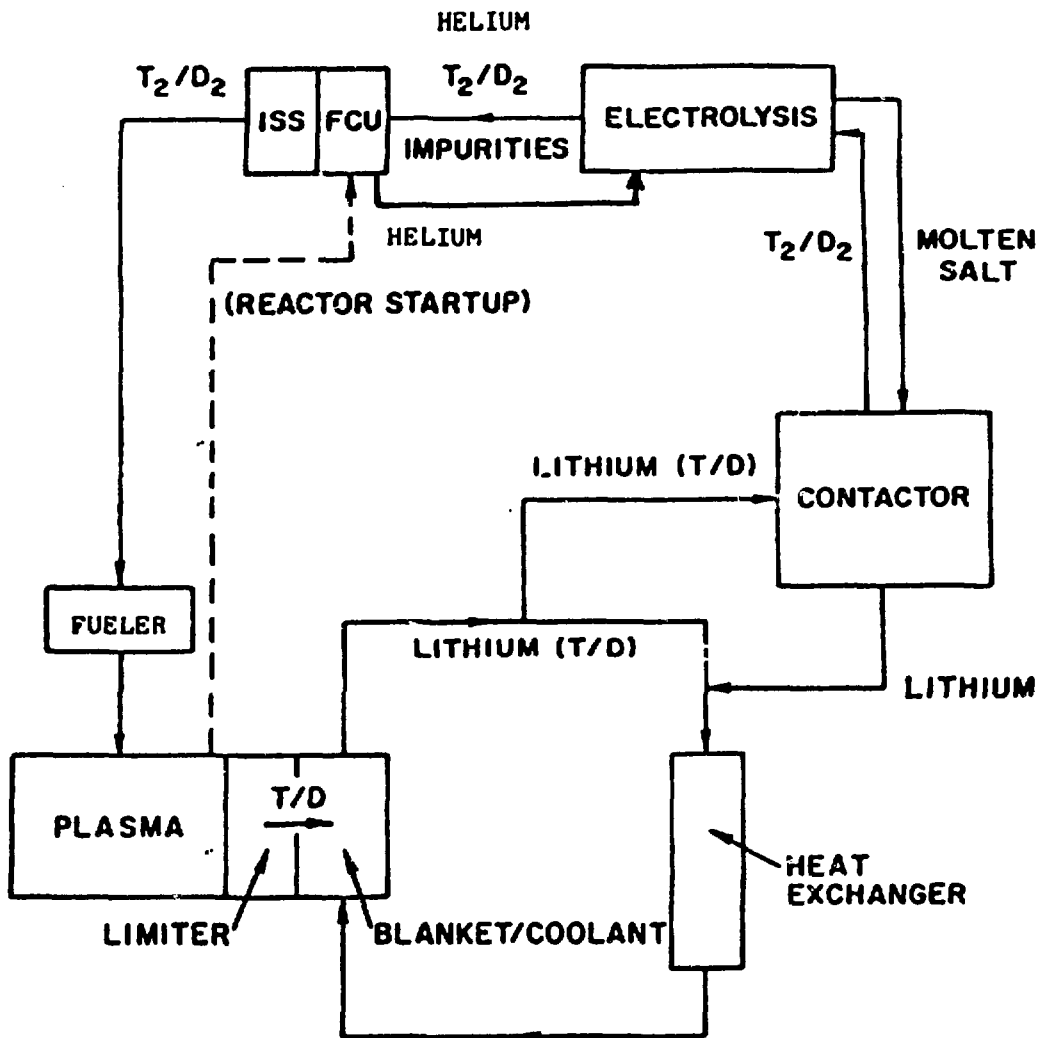 HELIUM
T2/D2
T2/D2
ISS
FCU
IMPURITIES
ELECTROLYSIS
HELIUM
T2/D2
MOLTEN
SALT
(REACTOR STARTUP)
LITHIUM (T/D)
CONTACTOR
FUELER
LITHIUM (T/D)
LITHIUM
PLASMA
T/D
HEAT
EXCHANGER
LIMITER
BLANKET/COOLANT